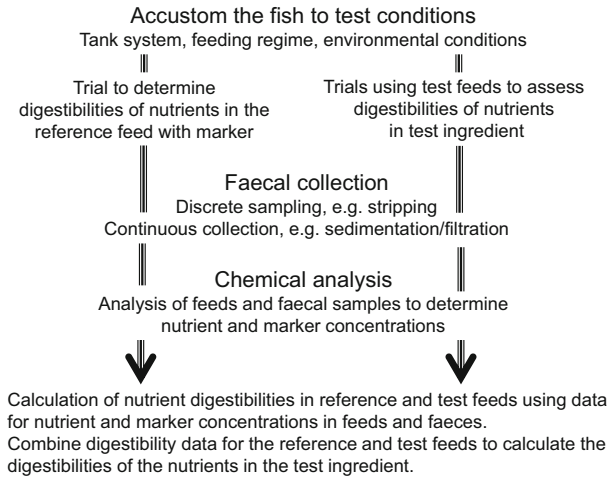 Accustom the fish to test conditions
Tank system, feeding regime, environmental conditions
Trial to determine
digestibilities of nutrients in the
reference feed with marker
Trials using test feeds to assess
digestibilities of nutrients
in test ingredient
Faecal collection
Discrete sampling, e.g. stripping
Continuous collection, e.g. sedimentation/filtration
Chemical analysis
Analysis of feeds and faecal samples to determine
nutrient and marker concentrations
Calculation of nutrient digestibilities in reference and test feeds using data
for nutrient and marker concentrations in feeds and faeces.
Combine digestibility data for the reference and test feeds to calculate the
digestibilities of the nutrients in the test ingredient.